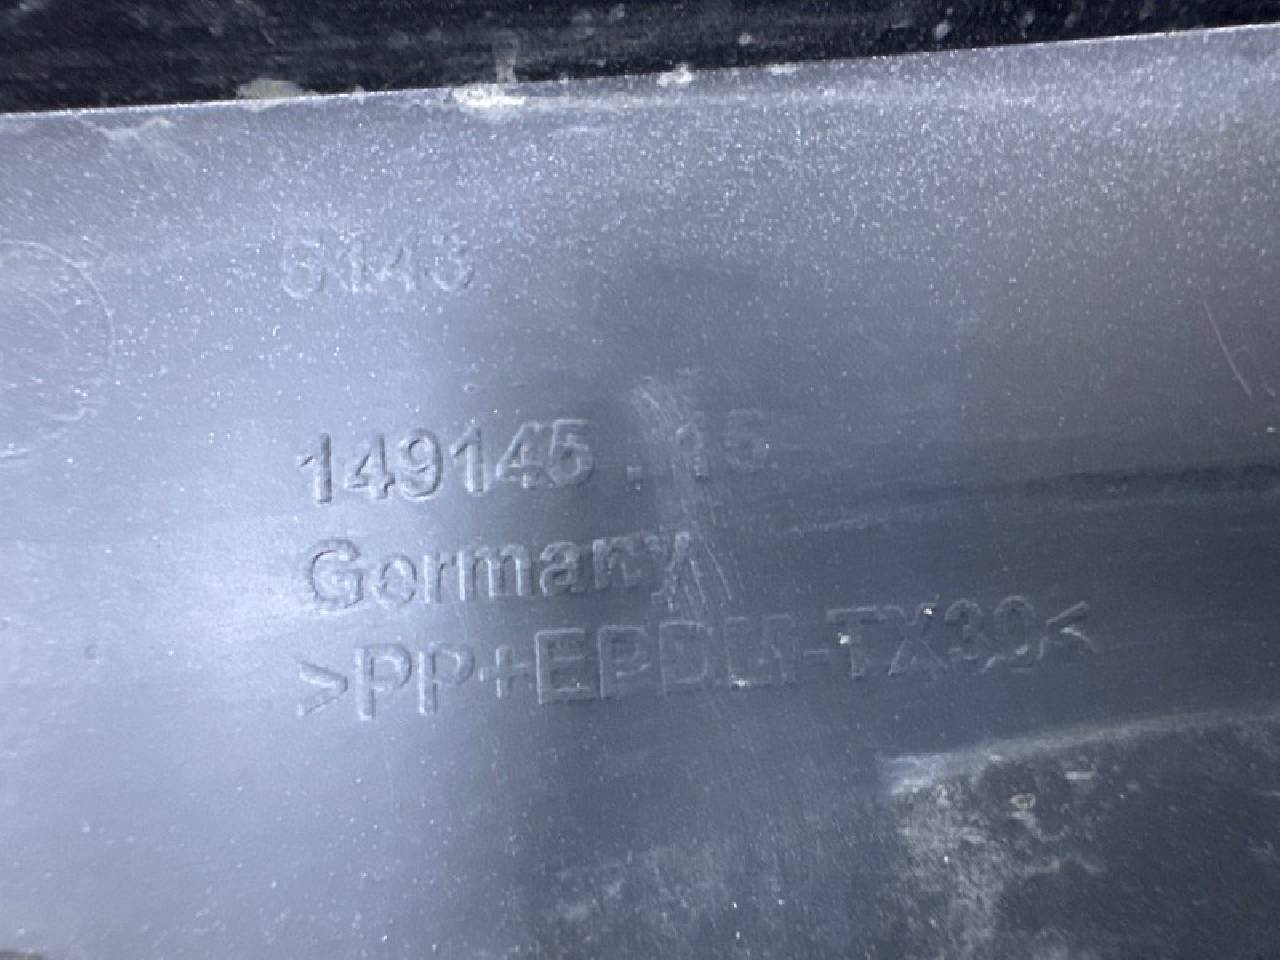 5143
149145 . 15
Germany
>PP+EPDM-TX30<